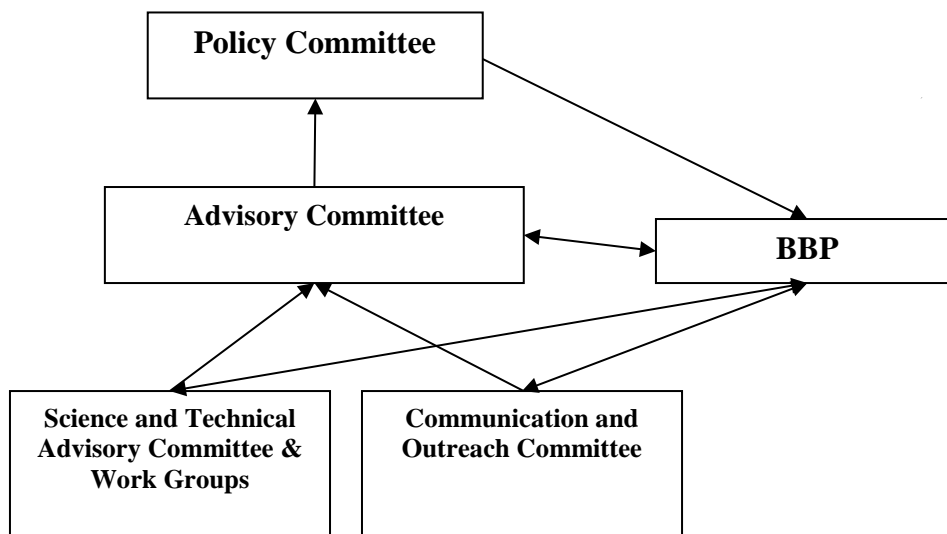 Policy Committee
Advisory Committee
BBP
Science and Technical
Advisory Committee &
Work Groups
Communication and
Outreach Committee